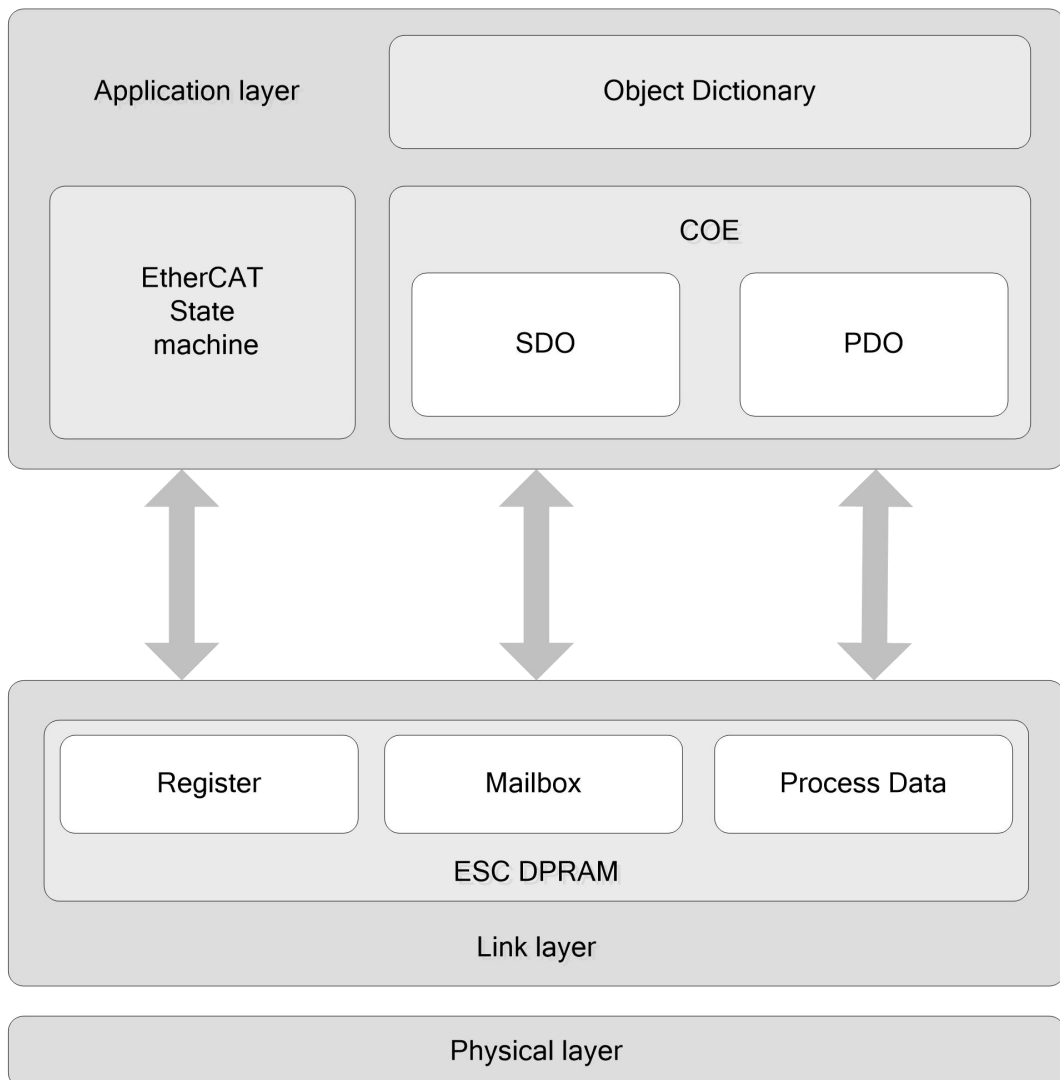 Application layer
Object Dictionary
EtherCAT
State
machine
COE
SDO
PDO
Register
Mailbox
Process Data
ESC DPRAM
Link layer
Physical layer